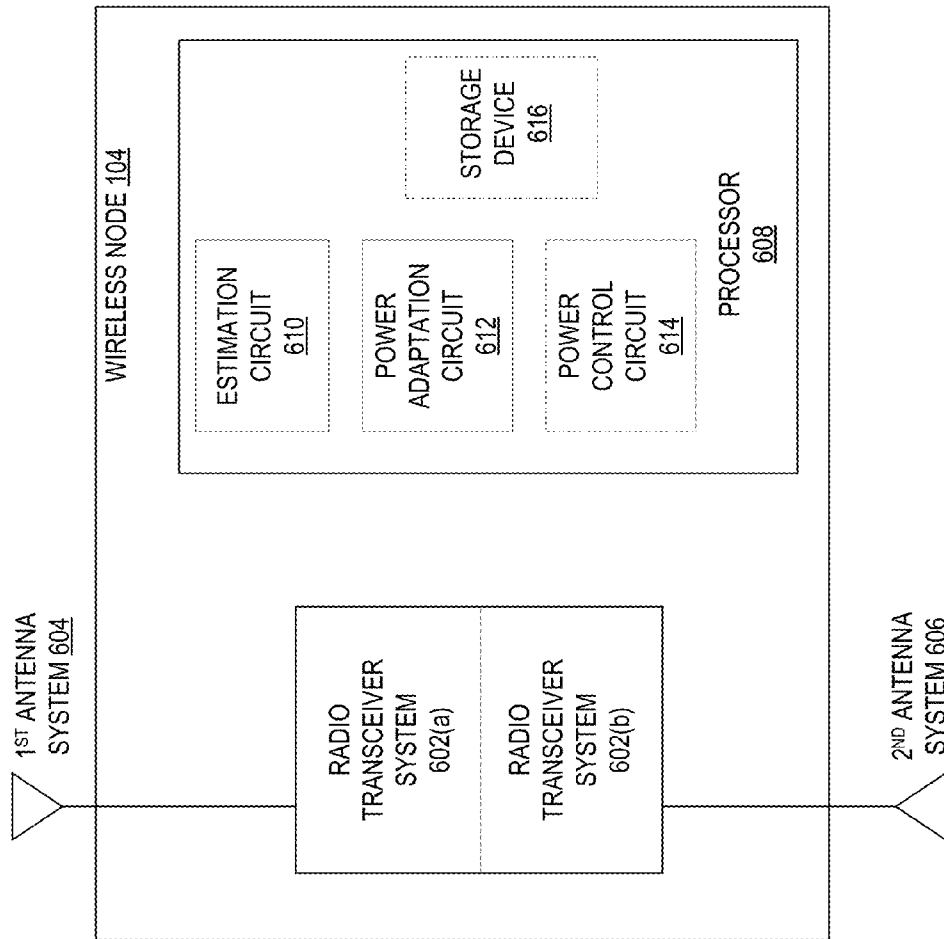 WIRELESS NODE 104
1ST ANTENNA
SYSTEM 604
RADIO
TRANSCEIVER
SYSTEM
602(a)
RADIO
TRANSCEIVER
SYSTEM
602(b)
2ND ANTENNA
SYSTEM 606
ESTIMATION
CIRCUIT
610
POWER
ADAPTATION
CIRCUIT
612
POWER
CONTROL
CIRCUIT
614
STORAGE
DEVICE
616
PROCESSOR
608